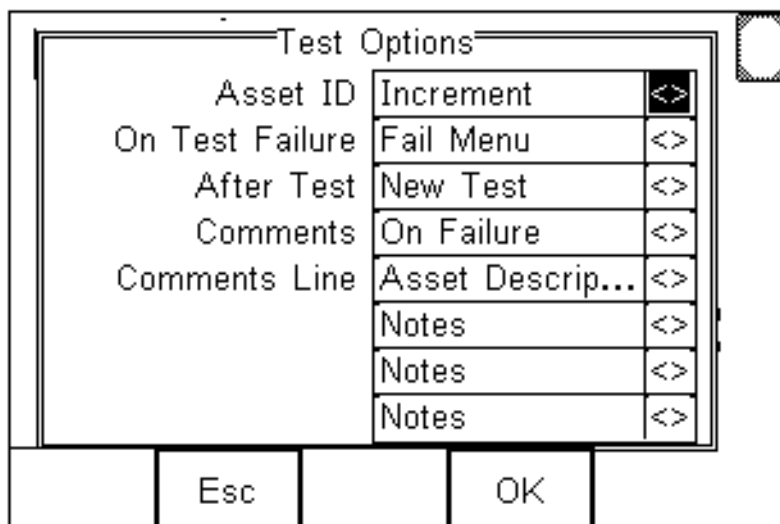 Test Options
Asset ID Increment <>
On Test Failure Fail Menu <>
After Test New Test <>
Comments On Failure <>
Comments Line Asset Descrip... <>
Notes <>
Notes <>
Notes <>
Esc OK